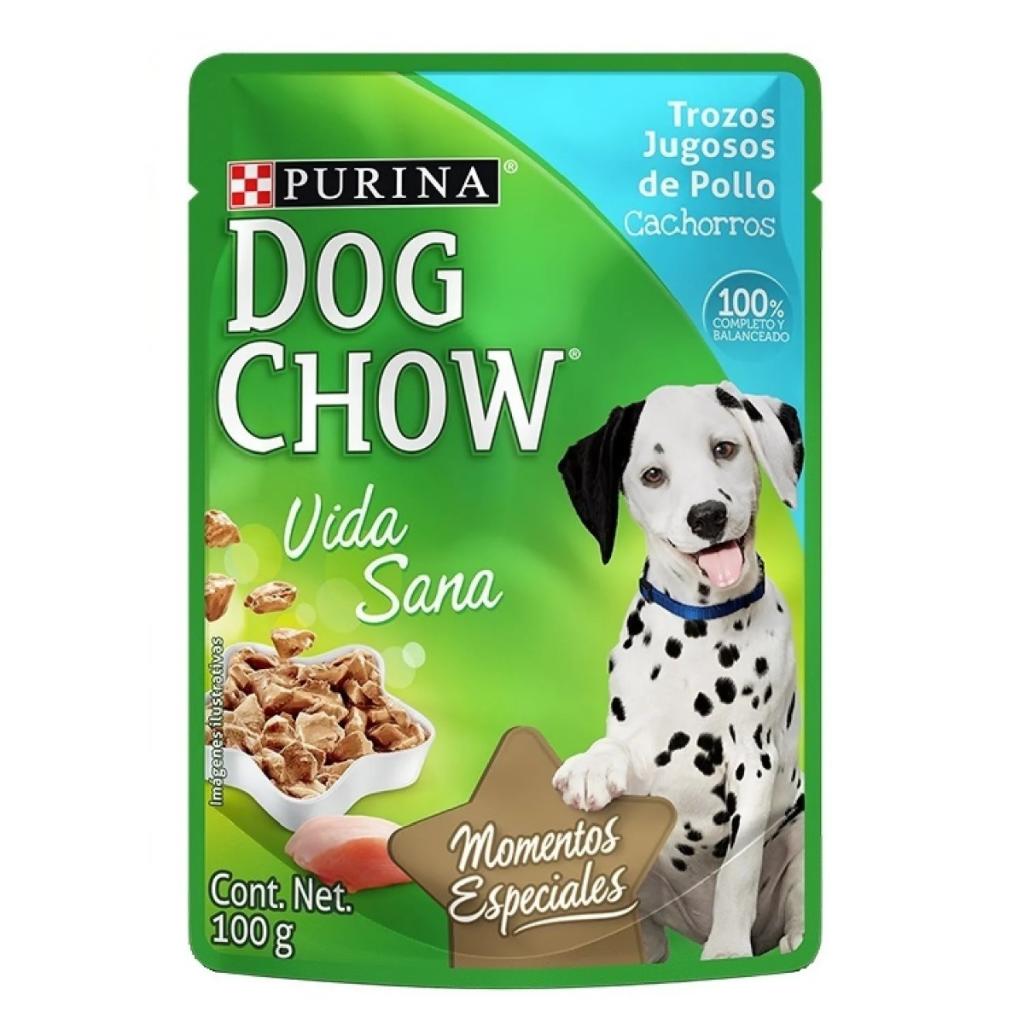 PURINA®
DOG
CHOW®
Vida
Sana
Trozos
Jugosos
de Pollo
Cachorros
100%
COMPLETO Y
BALANCEADO
Imágenes ilustrativas
Momentos
Especiales
Cont. Net.
100 g